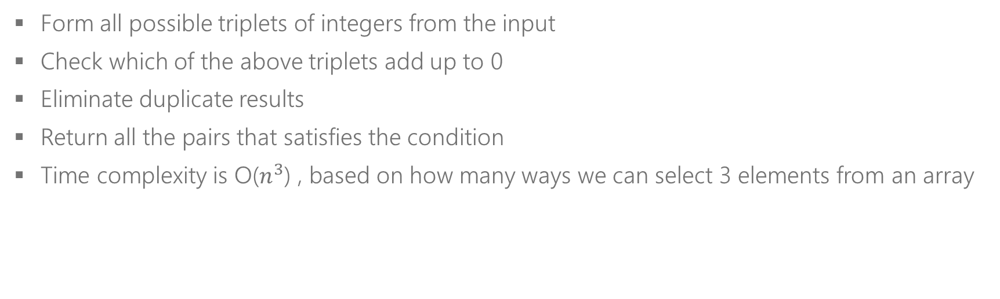 ▪ Form all possible triplets of integers from the input
▪ Check which of the above triplets add up to 0
▪ Eliminate duplicate results
▪ Return all the pairs that satisfies the condition
▪ Time complexity is O(𝑛³) , based on how many ways we can select 3 elements from an array